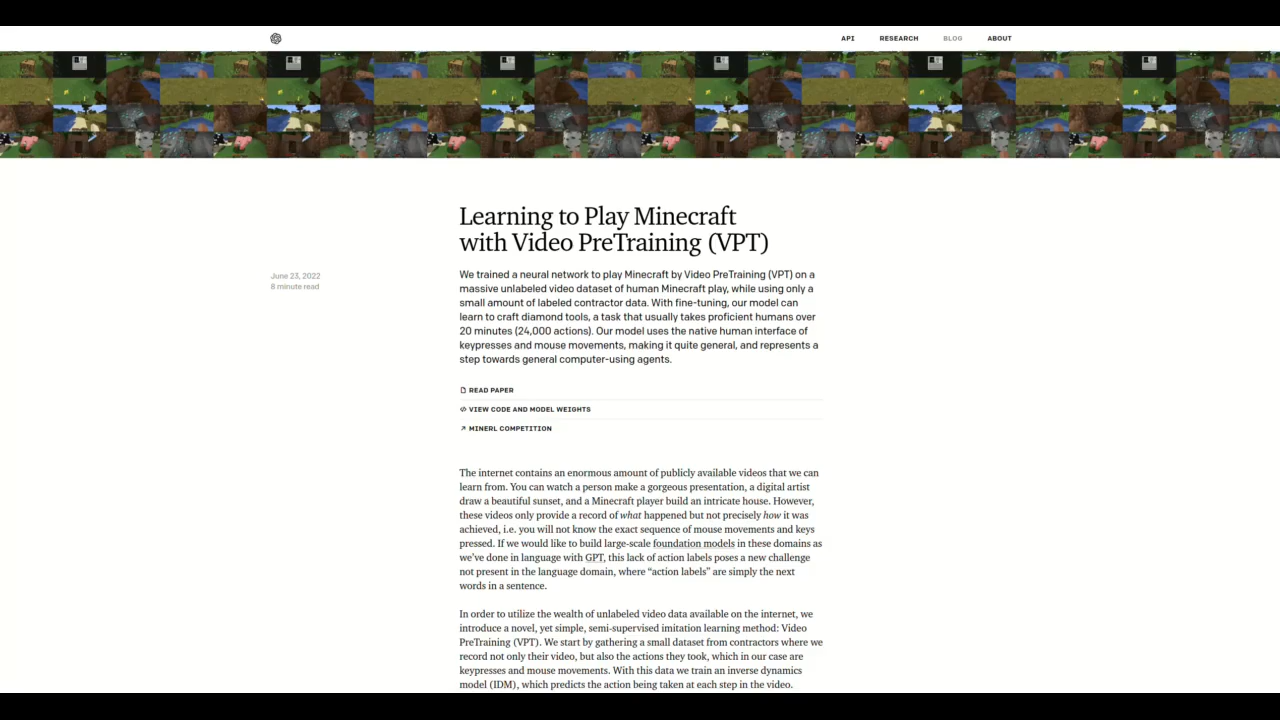 API RESEARCH BLOG ABOUT
Learning to Play Minecraft
with Video PreTraining (VPT)
June 23, 2022
8 minute read
We trained a neural network to play Minecraft by Video PreTraining (VPT) on a
massive unlabeled video dataset of human Minecraft play, while using only a
small amount of labeled contractor data. With fine-tuning, our model can
learn to craft diamond tools, a task that usually takes proficient humans over
20 minutes (24,000 actions). Our model uses the native human interface of
keypresses and mouse movements, making it quite general, and represents a
step towards general computer-using agents.
READ PAPER
VIEW CODE AND MODEL WEIGHTS
MINERL COMPETITION
The internet contains an enormous amount of publicly available videos that we can
learn from. You can watch a person make a gorgeous presentation, a digital artist
draw a beautiful sunset, and a Minecraft player build an intricate house. However,
these videos only provide a record of what happened but not precisely how it was
achieved, i.e. you will not know the exact sequence of mouse movements and keys
pressed. If we would like to build large-scale foundation models in these domains as
we’ve done in language with GPT, this lack of action labels poses a new challenge
not present in the language domain, where “action labels” are simply the next
words in a sentence.
In order to utilize the wealth of unlabeled video data available on the internet, we
introduce a novel, yet simple, semi-supervised imitation learning method: Video
PreTraining (VPT). We start by gathering a small dataset from contractors where we
record not only their video, but also the actions they took, which in our case are
keypresses and mouse movements. With this data we train an inverse dynamics
model (IDM), which predicts the action being taken at each step in the video.